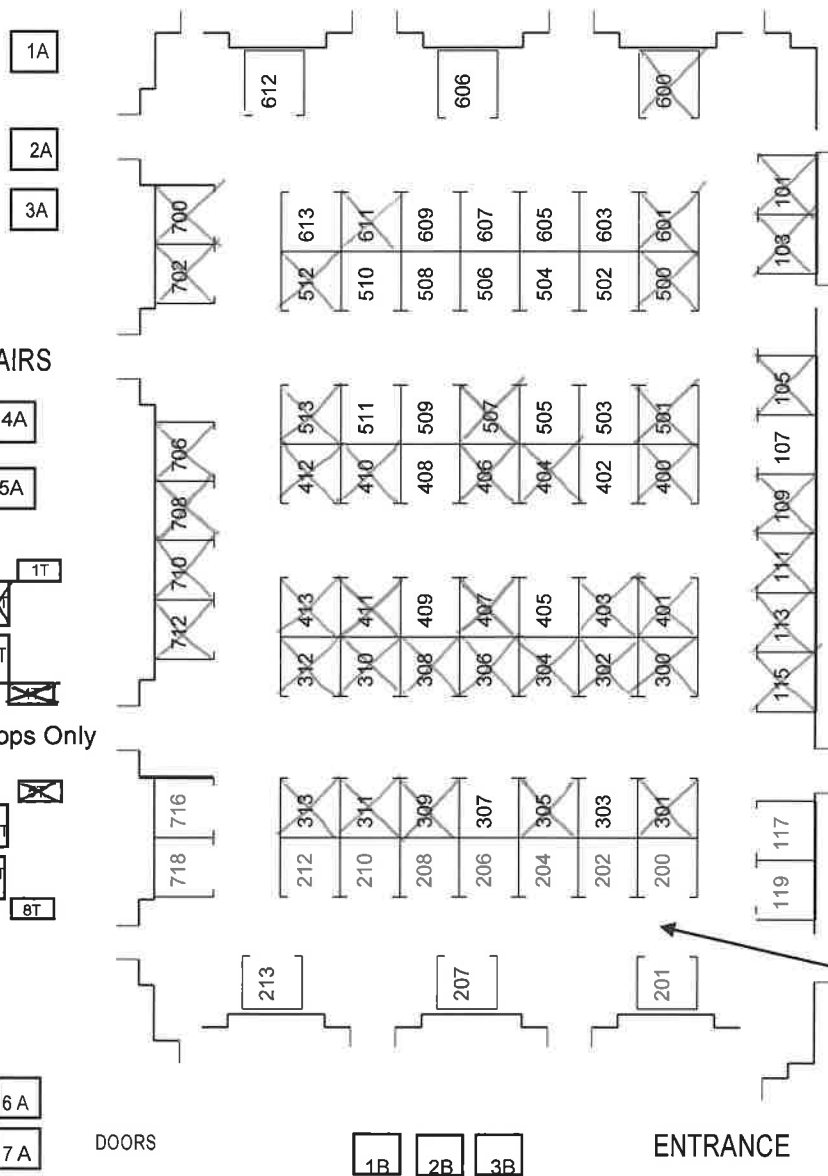 1A
612 606 600
2A
3A
700 613 611 609 607 605 603 601 101
702 512 510 508 506 504 502 500 103
AIRS
4A
105
513 511 509 507 505 503 501
706 412 410 408 406 404 402 400 107
5A
708 109
1T
710 111
413 411 409 407 405 403 401
T
712 113
312 310 308 306 304 302 300 115
ops Only
716 313 311 309 307 305 303 301 117
718 212 210 208 206 204 202 200 119
8T
213 207 201
6 A
7 A
DOORS
1B 2B 3B
ENTRANCE